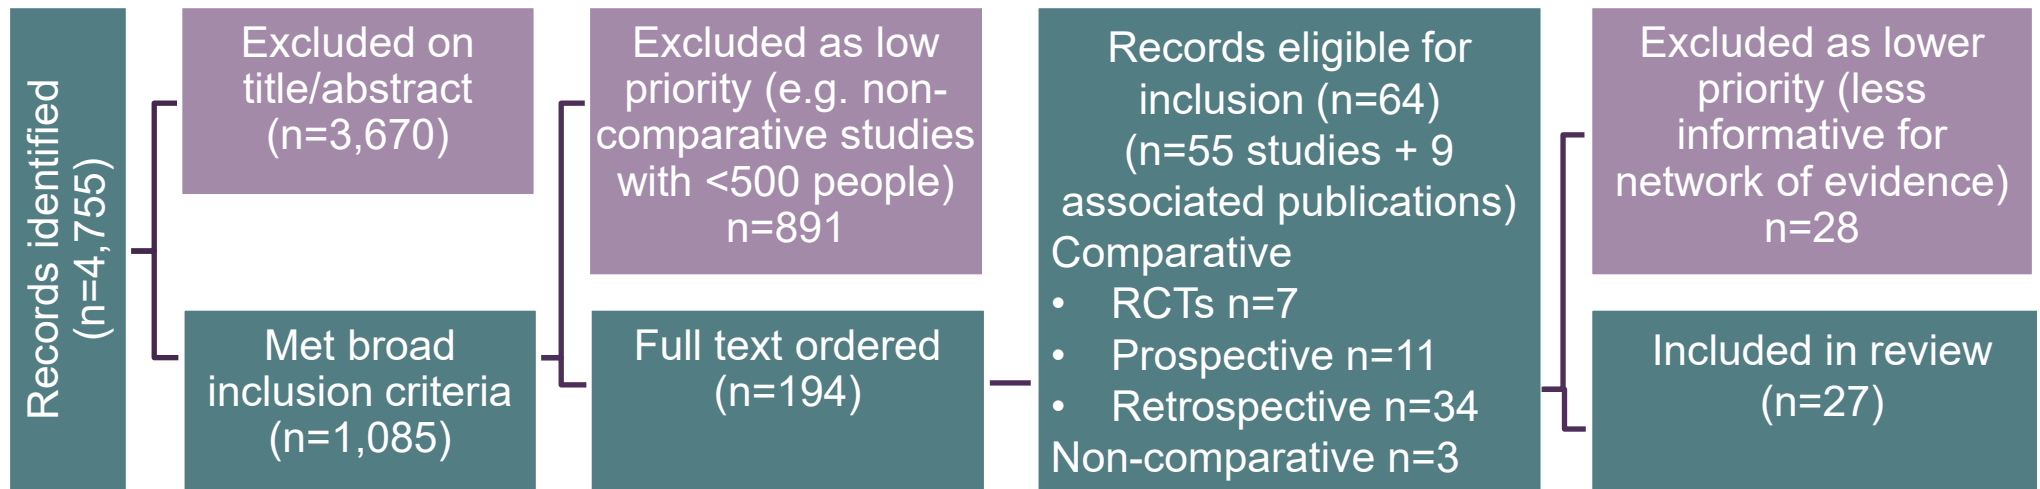 Records identified
(n=4,755)
Excluded on
title/abstract
(n=3,670)
Met broad
inclusion criteria
(n=1,085)
Excluded as low
priority (e.g. non-
comparative studies
with <500 people)
n=891
Full text ordered
(n=194)
Records eligible for
inclusion (n=64)
(n=55 studies + 9
associated publications)
Comparative
• RCTs n=7
• Prospective n=11
• Retrospective n=34
Non-comparative n=3
Excluded as lower
priority (less
informative for
network of evidence)
n=28
Included in review
(n=27)